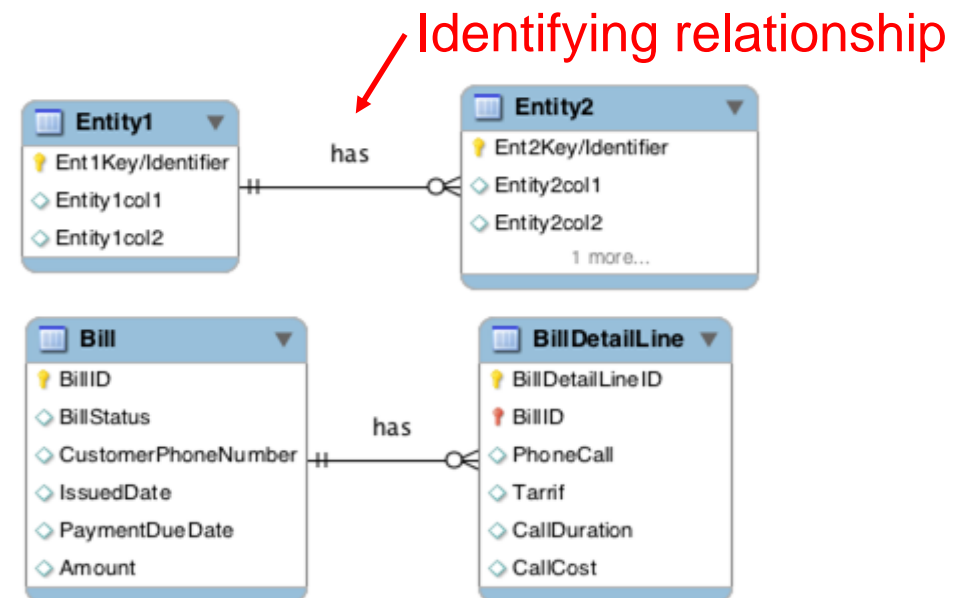 Identifying relationship
Entity1
Ent1Key/Identifier
Entity1col1
Entity1col2
has
Entity2
Ent2Key/Identifier
Entity2col1
Entity2col2
1 more...
Bill
BillID
BillStatus
CustomerPhoneNumber
IssuedDate
PaymentDueDate
Amount
has
BillDetailLine
BillDetailLineID
BillID
PhoneCall
Tarrif
CallDuration
CallCost